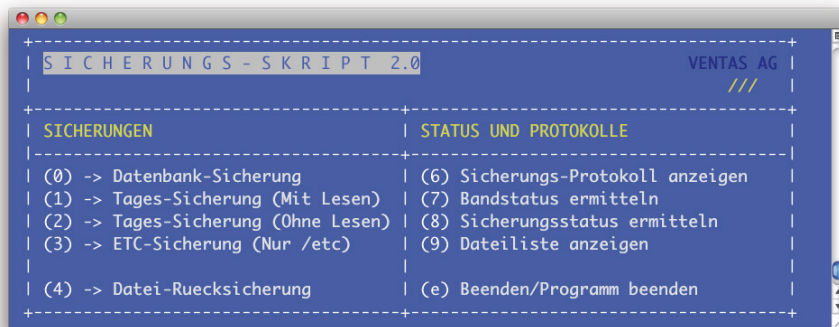 SICHERUNGS-SKRIPT 2.0 VENTAS AG
///
SICHERUNGEN STATUS UND PROTOKOLLE
(0) -> Datenbank-Sicherung (6) Sicherungs-Protokoll anzeigen
(1) -> Tages-Sicherung (Mit Lesen) (7) Bandstatus ermitteln
(2) -> Tages-Sicherung (Ohne Lesen) (8) Sicherungsstatus ermitteln
(3) -> ETC-Sicherung (Nur /etc) (9) Dateiliste anzeigen
(4) -> Datei-Ruecksicherung (e) Beenden/Programm beenden